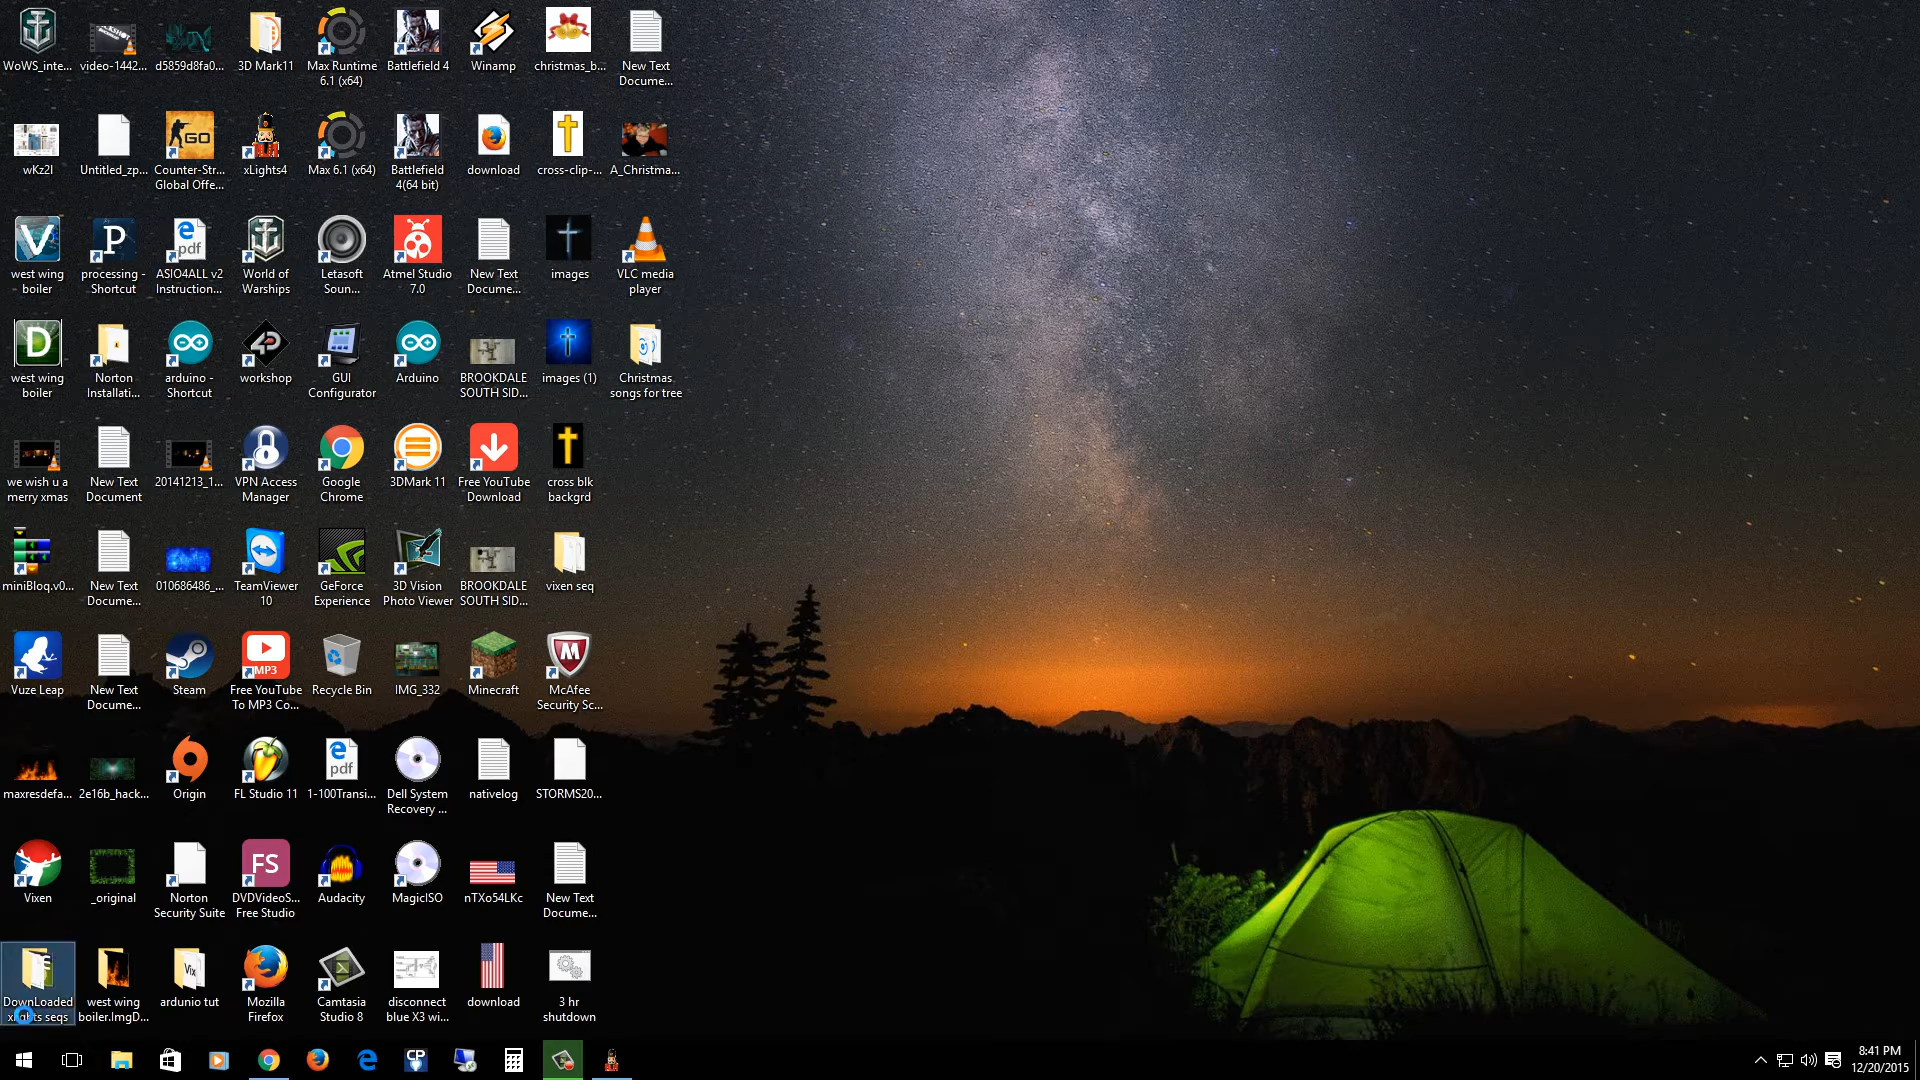 WoWS_inte...
video-1442...
d5859d8fa0...
3D Mark11
Max Runtime
6.1 (x64)
Battlefield 4
Winamp
christmas_b...
New Text
Docume...
wKz2l
Untitled_zp...
Counter-Str...
Global Offe...
xLights4
Max 6.1 (x64)
Battlefield
4(64 bit)
download
cross-clip-...
A_Christma...
west wing
boiler
processing -
Shortcut
ASIO4ALL v2
Instruction...
World of
Warships
Letasoft
Soun...
Atmel Studio
7.0
New Text
Docume...
images
VLC media
player
west wing
boiler
Norton
Installati...
arduino -
Shortcut
workshop
GUI
Configurator
Arduino
BROOKDALE
SOUTH SID...
images (1)
Christmas
songs for tree
we wish u a
merry xmas
New Text
Document
20141213_1...
VPN Access
Manager
Google
Chrome
3DMark 11
Free YouTube
Download
cross blk
backgrd
miniBloq.v0...
New Text
Docume...
010686486_...
TeamViewer
10
GeForce
Experience
3D Vision
Photo Viewer
BROOKDALE
SOUTH SID...
vixen seq
Vuze Leap
New Text
Docume...
Steam
Free YouTube
To MP3 Co...
Recycle Bin
IMG_332
Minecraft
McAfee
Security Sc...
maxresdefa...
2e16b_hack...
Origin
FL Studio 11
1-100Transi...
Dell System
Recovery ...
nativelog
STORMS20...
Vixen
_original
Norton
Security Suite
DVDVideoS...
Free Studio
Audacity
MagicISO
nTXo54LKc
New Text
Docume...
DownLoaded
xlights seqs
west wing
boiler.ImgD...
ardunio tut
Mozilla
Firefox
Camtasia
Studio 8
disconnect
blue X3 wi...
download
3 hr
shutdown
8:41 PM
12/20/2015